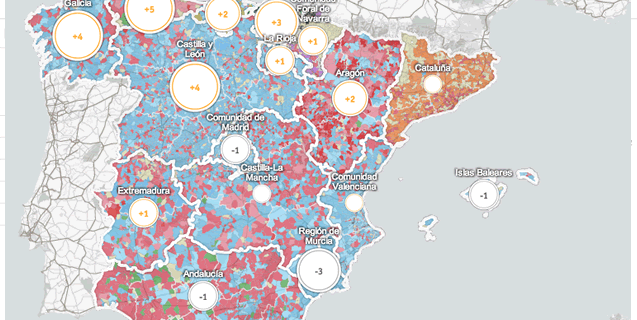 Galicia
+5
+2
+3
Comunidad
Foral de
Navarra
+4
Castilla y
León
La Rioja
+1
+1
Aragón
Cataluña
+4
+2
Comunidad de
Madrid
-1
Castilla-La
Mancha
Comunidad
Valenciana
Islas Baleares
-1
Extremadura
+1
Región de
Murcia
-3
Andalucía
-1